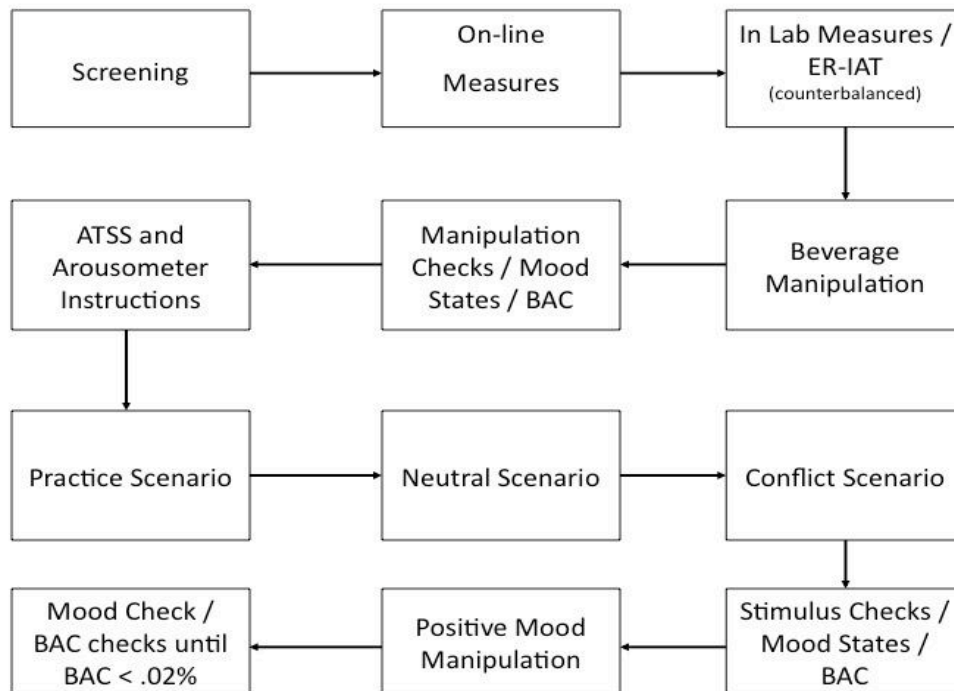 Screening
On-line
Measures
In Lab Measures /
ER-IAT
(counterbalanced)
ATSS and
Arousometer
Instructions
Manipulation
Checks / Mood
States / BAC
Beverage
Manipulation
Practice Scenario
Neutral Scenario
Conflict Scenario
Mood Check /
BAC checks until
BAC < .02%
Positive Mood
Manipulation
Stimulus Checks /
Mood States /
BAC